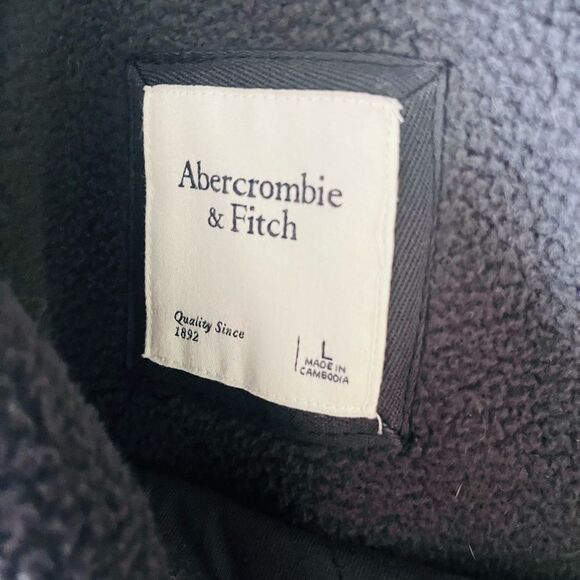 Abercrombie
& Fitch
Quality Since
1892
L
MADE IN
CAMBODIA